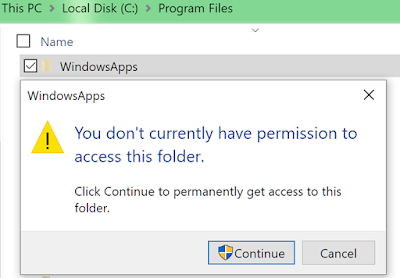 This PC > Local Disk (C:) > Program Files
Name
WindowsApps
WindowsApps
You don't currently have permission to
access this folder.
Click Continue to permanently get access to this
folder.
Continue Cancel